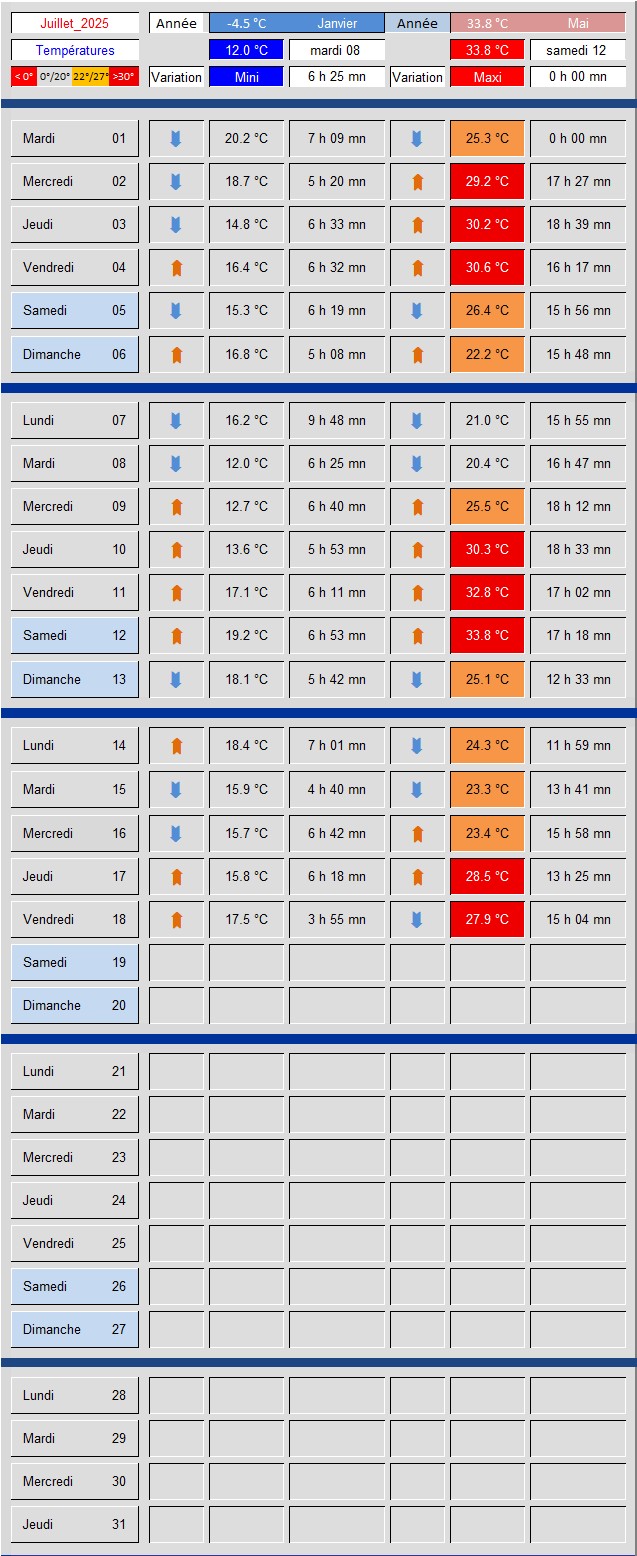 Juillet_2025 Année -4.5 °C Janvier Année 33.8 °C Mai
Températures 12.0 °C mardi 08 33.8 °C samedi 12
< 0° 0°/20° 22°/27° >30° Variation Mini 6 h 25 mn Variation Maxi 0 h 00 mn
Mardi 01 20.2 °C 7 h 09 mn 25.3 °C 0 h 00 mn
Mercredi 02 18.7 °C 5 h 20 mn 29.2 °C 17 h 27 mn
Jeudi 03 14.8 °C 6 h 33 mn 30.2 °C 18 h 39 mn
Vendredi 04 16.4 °C 6 h 32 mn 30.6 °C 16 h 17 mn
Samedi 05 15.3 °C 6 h 19 mn 26.4 °C 15 h 56 mn
Dimanche 06 16.8 °C 5 h 08 mn 22.2 °C 15 h 48 mn
Lundi 07 16.2 °C 9 h 48 mn 21.0 °C 15 h 55 mn
Mardi 08 12.0 °C 6 h 25 mn 20.4 °C 16 h 47 mn
Mercredi 09 12.7 °C 6 h 40 mn 25.5 °C 18 h 12 mn
Jeudi 10 13.6 °C 5 h 53 mn 30.3 °C 18 h 33 mn
Vendredi 11 17.1 °C 6 h 11 mn 32.8 °C 17 h 02 mn
Samedi 12 19.2 °C 6 h 53 mn 33.8 °C 17 h 18 mn
Dimanche 13 18.1 °C 5 h 42 mn 25.1 °C 12 h 33 mn
Lundi 14 18.4 °C 7 h 01 mn 24.3 °C 11 h 59 mn
Mardi 15 15.9 °C 4 h 40 mn 23.3 °C 13 h 41 mn
Mercredi 16 15.7 °C 6 h 42 mn 23.4 °C 15 h 58 mn
Jeudi 17 15.8 °C 6 h 18 mn 28.5 °C 13 h 25 mn
Vendredi 18 17.5 °C 3 h 55 mn 27.9 °C 15 h 04 mn
Samedi 19
Dimanche 20
Lundi 21
Mardi 22
Mercredi 23
Jeudi 24
Vendredi 25
Samedi 26
Dimanche 27
Lundi 28
Mardi 29
Mercredi 30
Jeudi 31